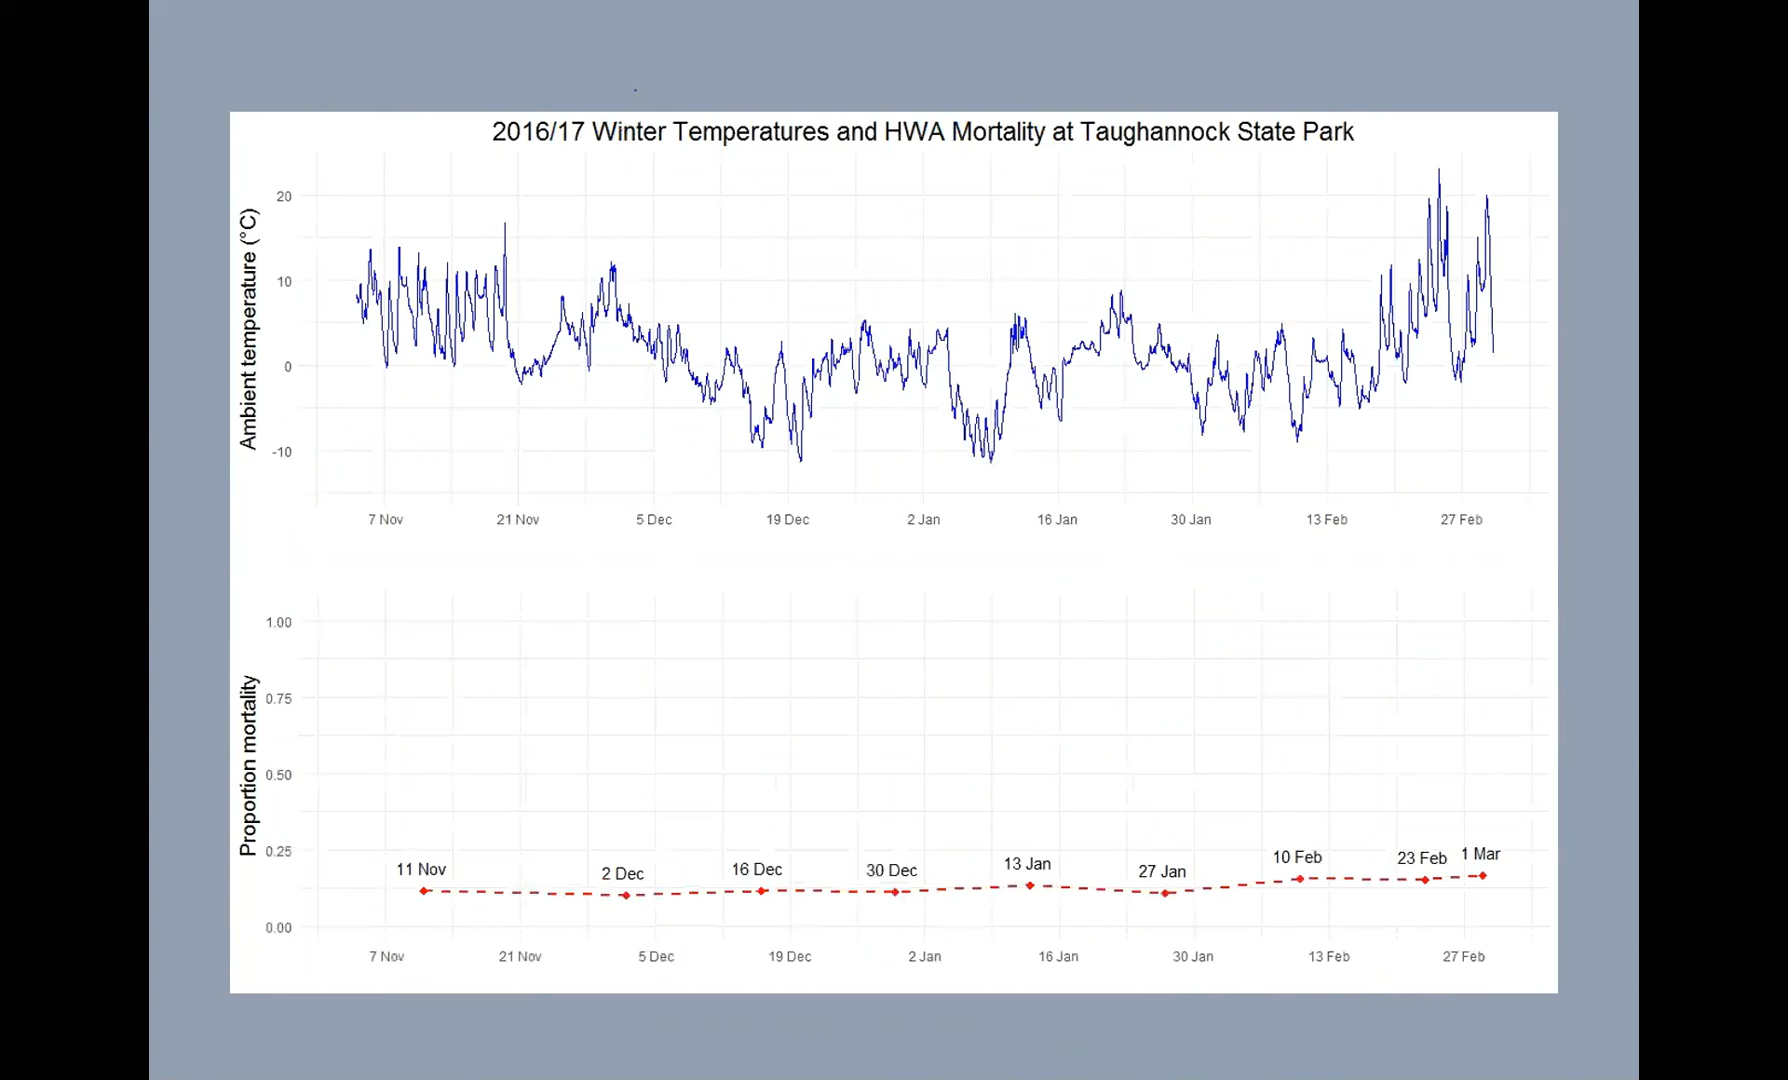 2016/17 Winter Temperatures and HWA Mortality at Taughannock State Park
Ambient temperature (°C)
20
10
0
-10
7 Nov 21 Nov 5 Dec 19 Dec 2 Jan 16 Jan 30 Jan 13 Feb 27 Feb
Proportion mortality
1.00
0.75
0.50
0.25
0.00
11 Nov 2 Dec 16 Dec 30 Dec 13 Jan 27 Jan 10 Feb 23 Feb 1 Mar
7 Nov 21 Nov 5 Dec 19 Dec 2 Jan 16 Jan 30 Jan 13 Feb 27 Feb